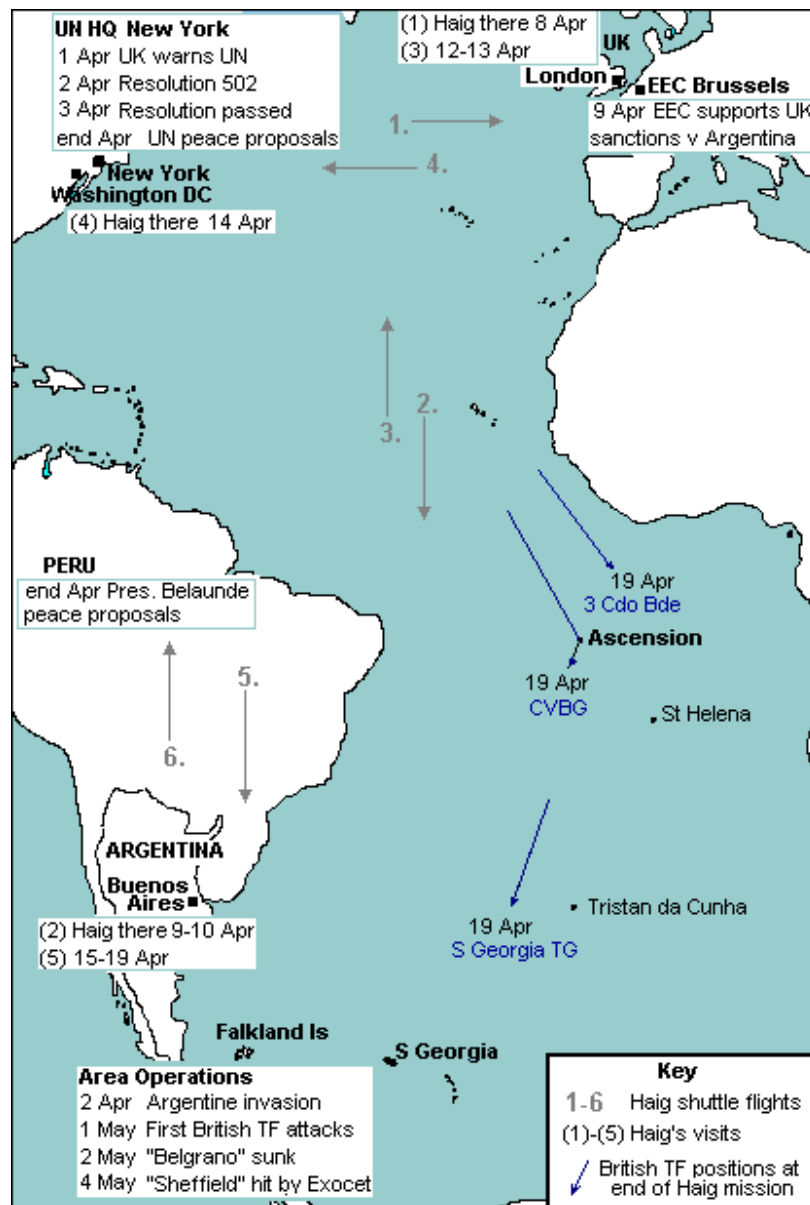 UN HQ New York
1 Apr UK warns UN
2 Apr Resolution 502
3 Apr Resolution passed
end Apr UN peace proposals
(1) Haig there 8 Apr
(3) 12-13 Apr
UK
London
EEC Brussels
9 Apr EEC supports UK
sanctions v Argentina
1.
4.
New York
Washington DC
(4) Haig there 14 Apr
2.
3.
PERU
end Apr Pres. Belaunde
peace proposals
19 Apr
3 Cdo Bde
Ascension
19 Apr
CVBG
St Helena
5.
6.
ARGENTINA
Buenos
Aires
(2) Haig there 9-10 Apr
(5) 15-19 Apr
Tristan da Cunha
19 Apr
S Georgia TG
Falkland Is
S Georgia
Area Operations
2 Apr Argentine invasion
1 May First British TF attacks
2 May "Belgrano" sunk
4 May "Sheffield" hit by Exocet
Key
1-6 Haig shuttle flights
(1)-(5) Haig's visits
British TF positions at
end of Haig mission